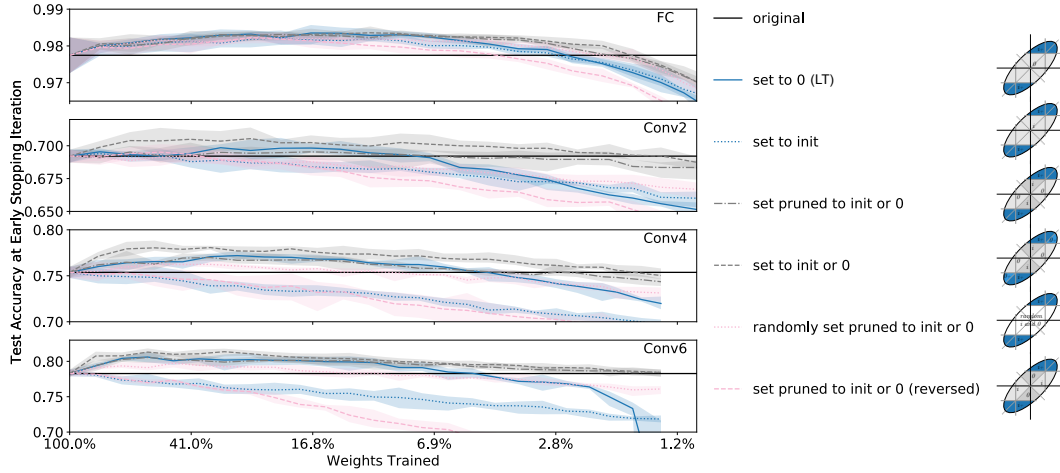 Test Accuracy at Early Stopping Iteration
0.99
0.98
0.97
FC
0.700
0.675
0.650
Conv2
0.80
0.75
0.70
Conv4
0.80
0.75
0.70
Conv6
100.0%
41.0%
16.8%
6.9%
2.8%
1.2%
Weights Trained
original
set to 0 (LT)
set to init
set pruned to init or 0
set to init or 0
randomly set pruned to init or 0
set pruned to init or 0 (reversed)